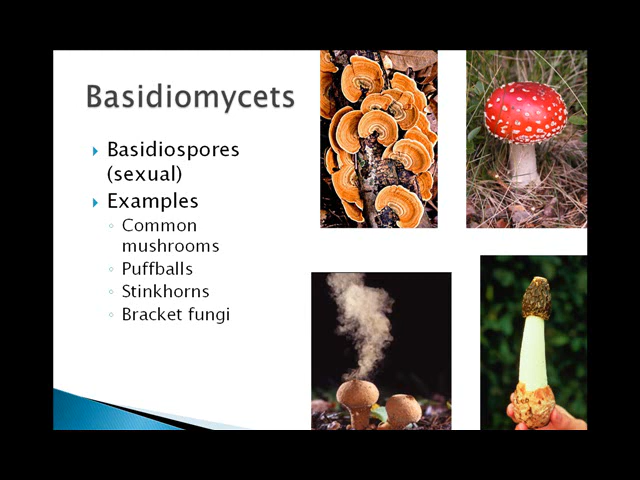 Basidiomycets
Basidiospores
(sexual)
Examples
Common
mushrooms
Puffballs
Stinkhorns
Bracket fungi